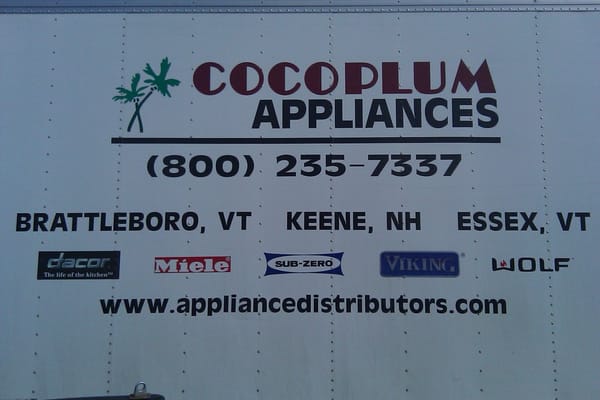 COCOPLUM
APPLIANCES
(800) 235-7337
BRATTLEBORO, VT KEENE, NH ESSEX, VT
dacor Miele SUB-ZERO VIKING WOLF
The life of the kitchen™
www.appliancedistributors.com